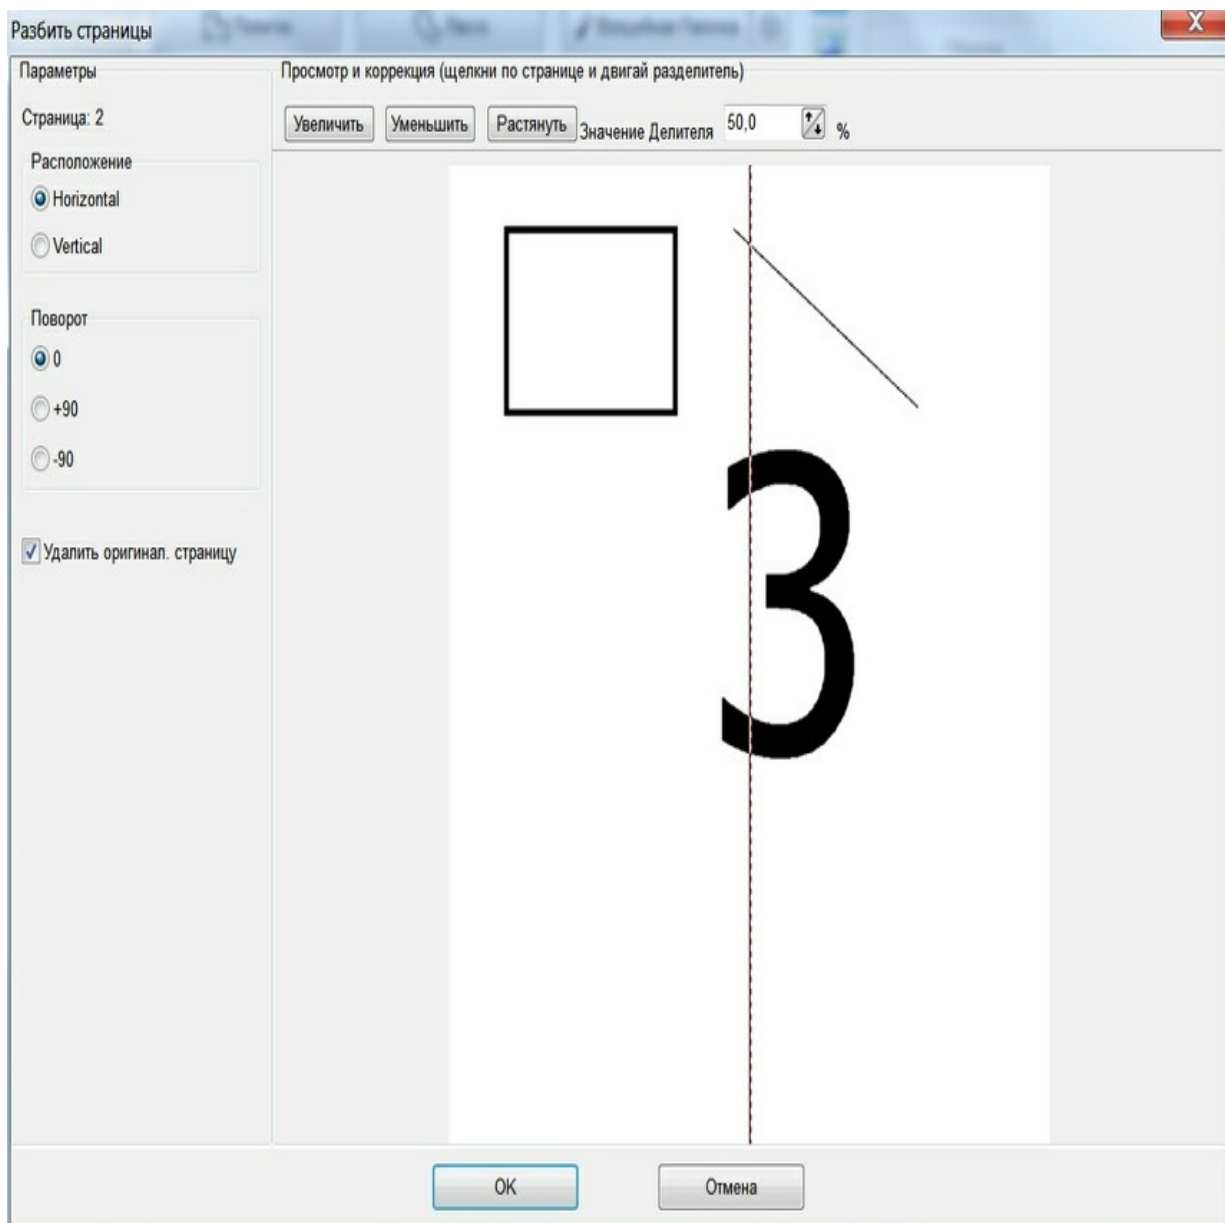 Разбить страницы
Параметры
Страница: 2
Расположение
Horizontal
Vertical
Поворот
0
+90
-90
Удалить оригинал. страницу
Просмотр и коррекция (щелкни по странице и двигай разделитель)
Увеличить Уменьшить Растянуть Значение Делителя 50,0 %
3
OK Отмена